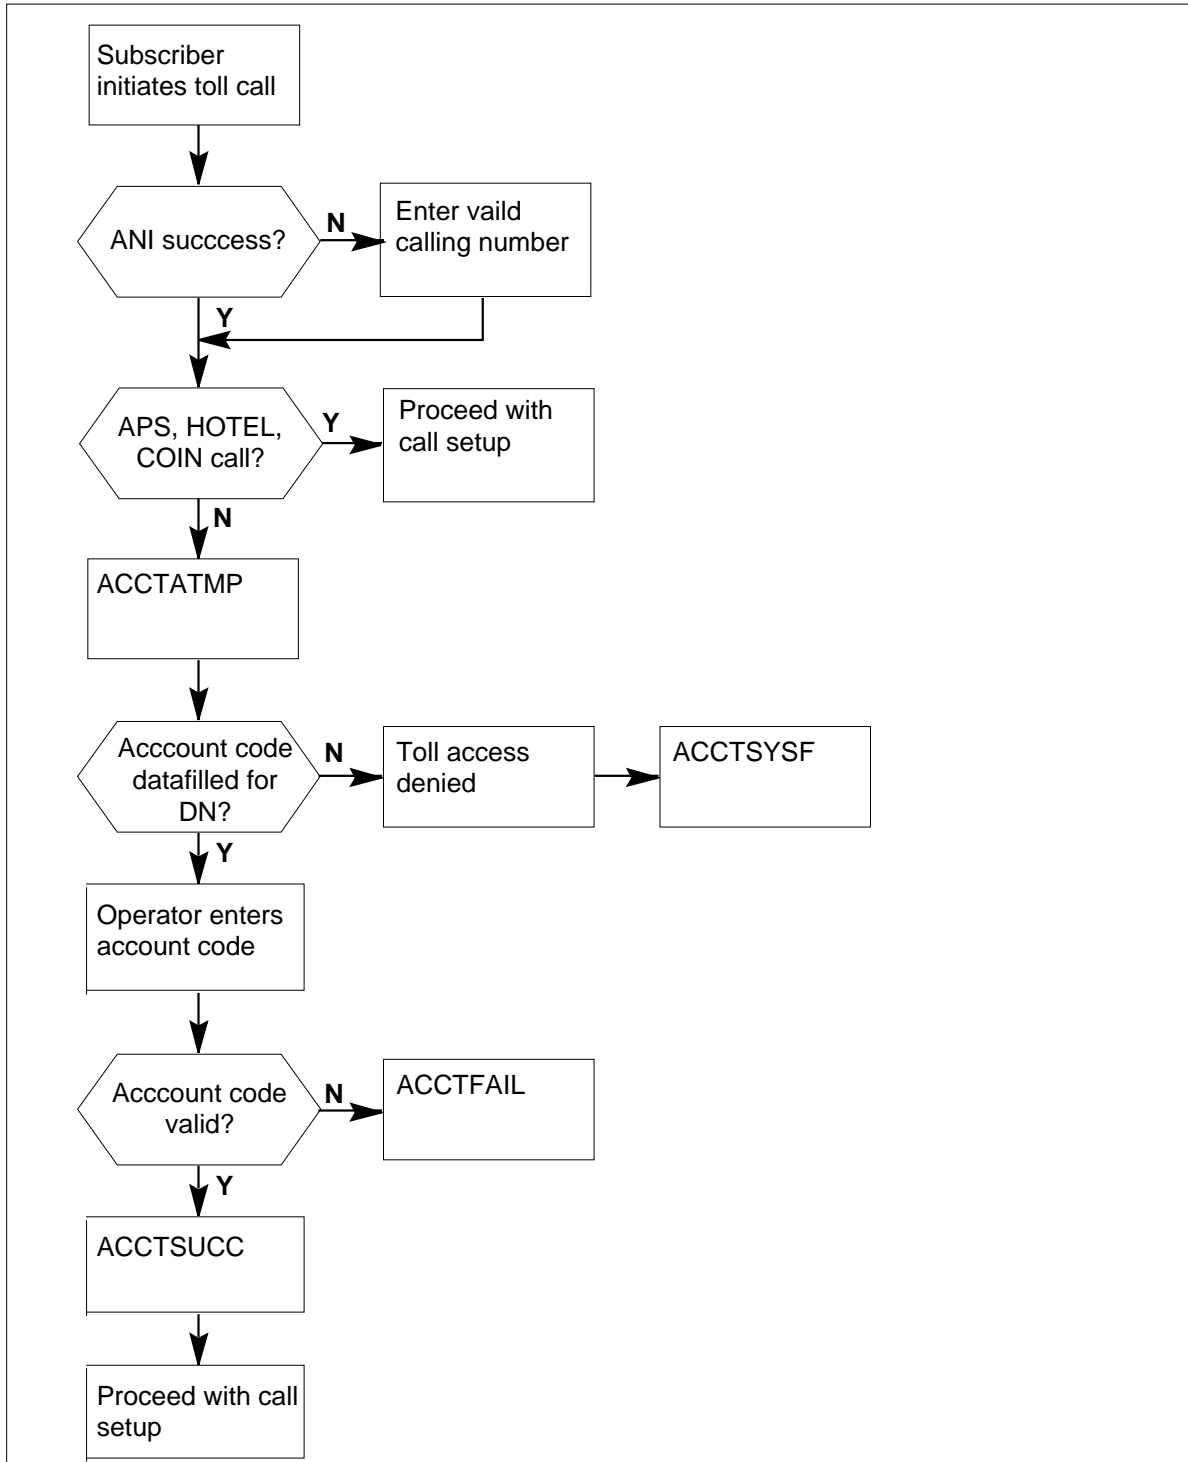 Subscriber
initiates toll call
ANI succcess?
N
Enter vaild
calling number
Y
APS, HOTEL,
COIN call?
Y
Proceed with
call setup
N
ACCTATMP
Acccount code
datafilled for
DN?
N
Toll access
denied
ACCTSYSF
Y
Operator enters
account code
Acccount code
valid?
N
ACCTFAIL
Y
ACCTSUCC
Proceed with call
setup